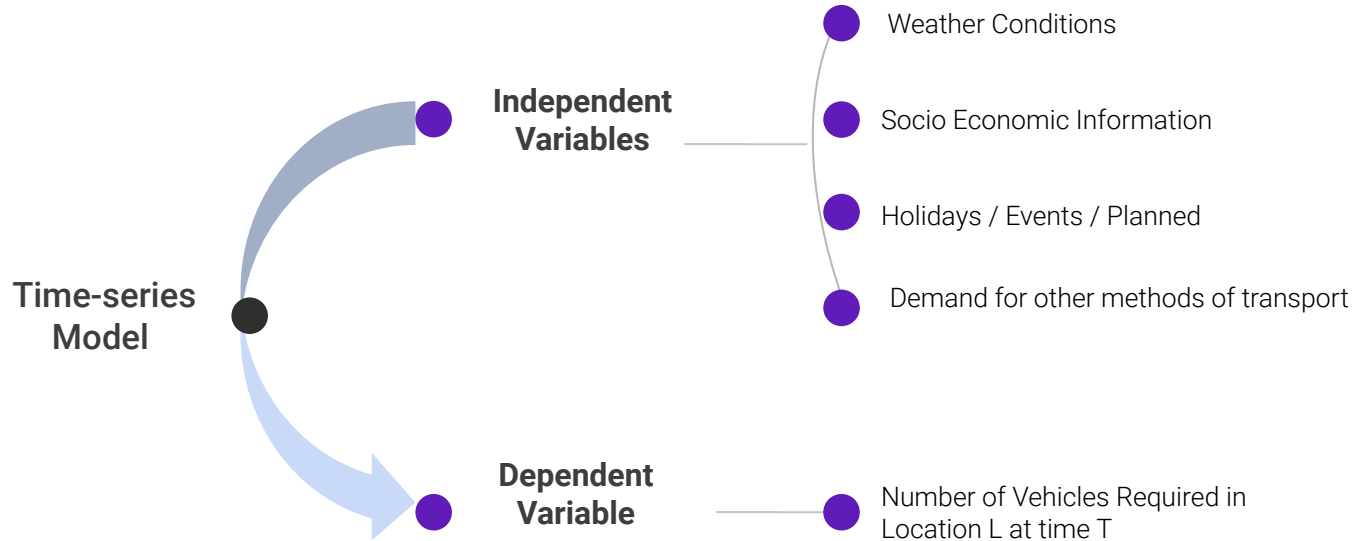 Weather Conditions
Independent
Variables
Socio Economic Information
Holidays / Events / Planned
Time-series
Model
Demand for other methods of transport
Dependent
Variable
Number of Vehicles Required in
Location L at time T